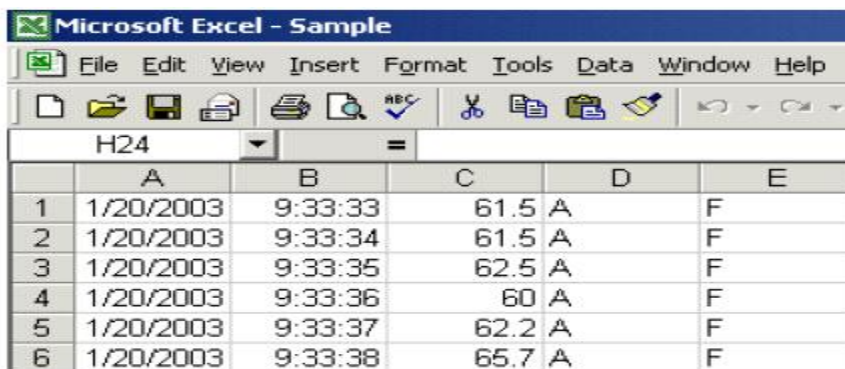 Microsoft Excel - Sample
File Edit View Insert Format Tools Data Window Help
ABC
H24 =
A B C D E
1 1/20/2003 9:33:33 61.5 A F
2 1/20/2003 9:33:34 61.5 A F
3 1/20/2003 9:33:35 62.5 A F
4 1/20/2003 9:33:36 60 A F
5 1/20/2003 9:33:37 62.2 A F
6 1/20/2003 9:33:38 65.7 A F